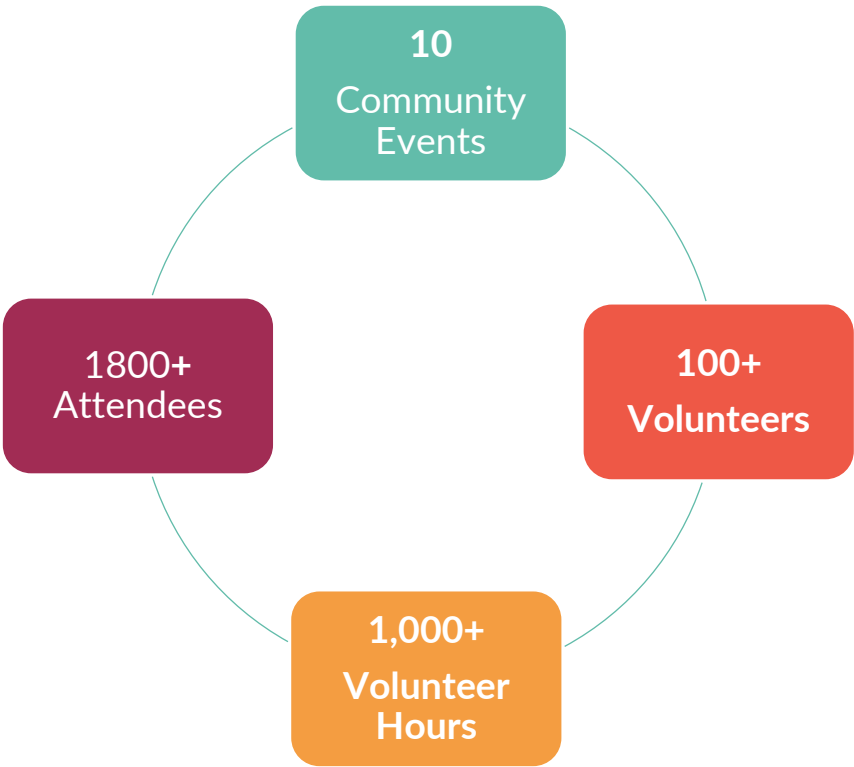 10
Community
Events
100+
Volunteers
1,000+
Volunteer
Hours
1800+
Attendees